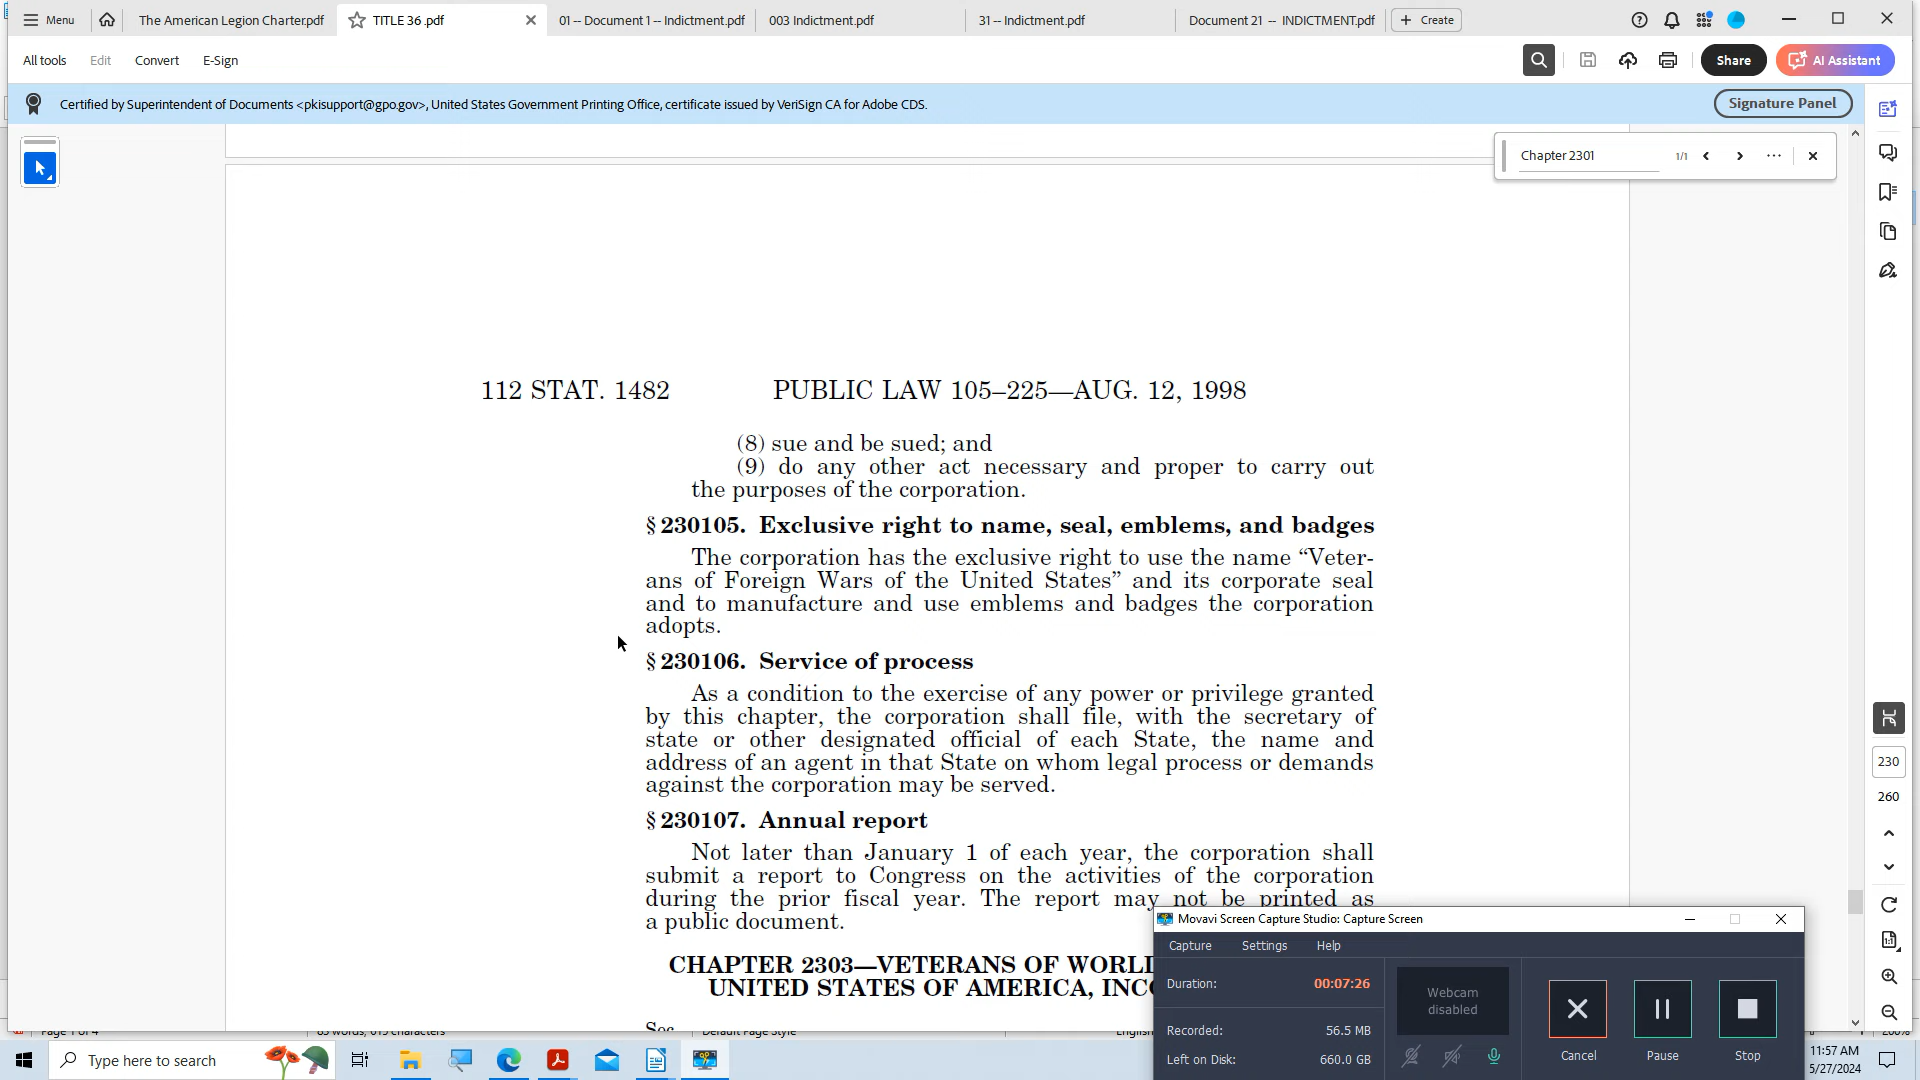 Menu
The American Legion Charter.pdf
TITLE 36 .pdf
01 -- Document 1 -- Indictment.pdf
003 Indictment.pdf
31 -- Indictment.pdf
Document 21 -- INDICTMENT.pdf
Create
All tools
Edit
Convert
E-Sign
Share
AI Assistant
Certified by Superintendent of Documents <pkisupport@gpo.gov>, United States Government Printing Office, certificate issued by VeriSign CA for Adobe CDS.
Signature Panel
Chapter 2301
1/1
112 STAT. 1482
PUBLIC LAW 105–225—AUG. 12, 1998
(8) sue and be sued; and
(9) do any other act necessary and proper to carry out
the purposes of the corporation.
§ 230105. Exclusive right to name, seal, emblems, and badges
The corporation has the exclusive right to use the name “Veter-
ans of Foreign Wars of the United States” and its corporate seal
and to manufacture and use emblems and badges the corporation
adopts.
§ 230106. Service of process
As a condition to the exercise of any power or privilege granted
by this chapter, the corporation shall file, with the secretary of
state or other designated official of each State, the name and
address of an agent in that State on whom legal process or demands
against the corporation may be served.
§ 230107. Annual report
Not later than January 1 of each year, the corporation shall
submit a report to Congress on the activities of the corporation
during the prior fiscal year. The report may not be printed as
a public document.
CHAPTER 2303—VETERANS OF WORL
UNITED STATES OF AMERICA, INC
Sec
230
260
Movavi Screen Capture Studio: Capture Screen
Capture
Settings
Help
Duration:
00:07:26
Webcam
disabled
Recorded:
56.5 MB
Left on Disk:
660.0 GB
Cancel
Pause
Stop
Page 1 of 4
Default Page Style
English
200%
Type here to search
11:57 AM
5/27/2024